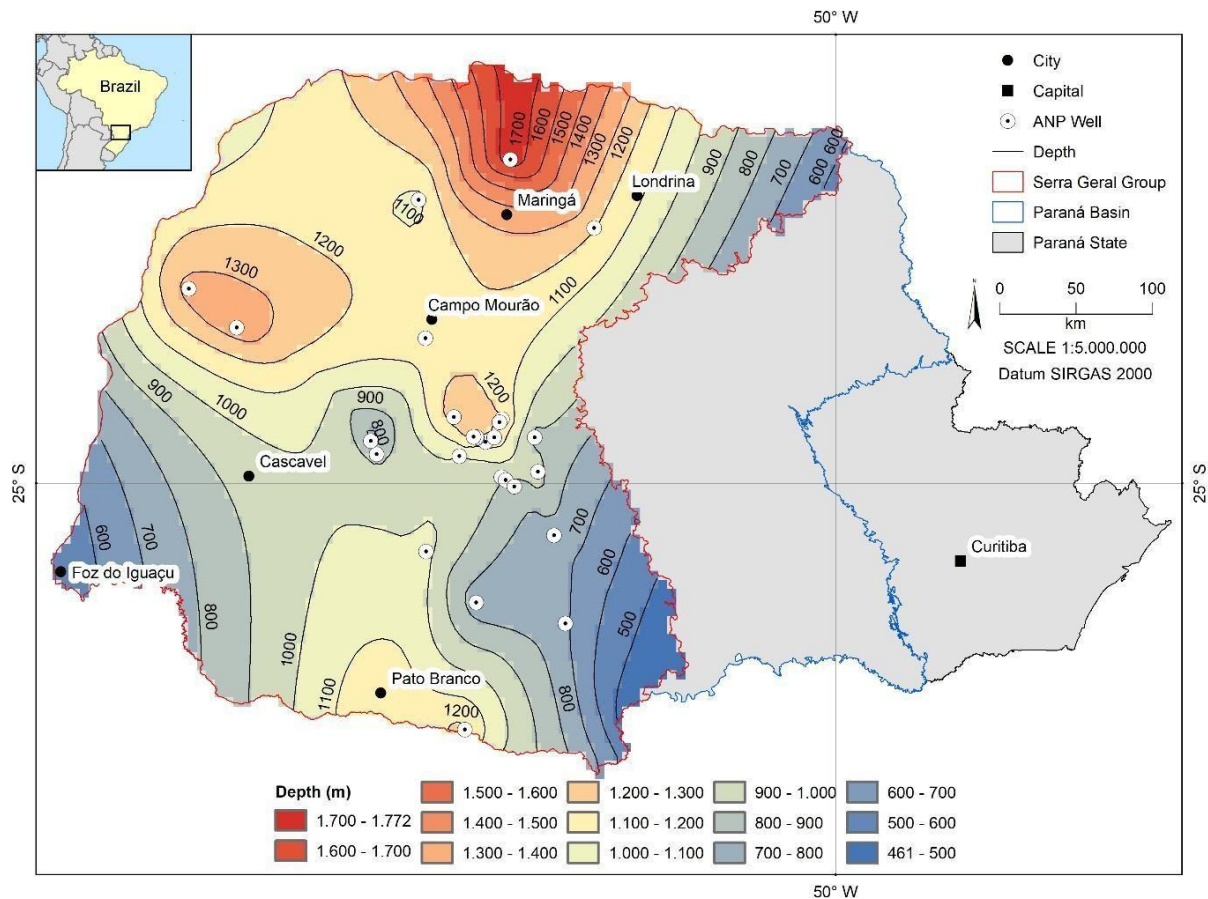 50° W
Brazil
City
Capital
ANP Well
Depth
Serra Geral Group
Paraná Basin
Paraná State
0 50 100
km
SCALE 1:5.000.000
Datum SIRGAS 2000
N
1700
1600
1500
1400
1300
1200
900
800
700
600
600
600
Londrina
Maringá
1100
1200
1300
1100
Campo Mourão
1200
900
1000
900
800
Cascavel
25° S
25° S
600
700
700
600
500
Foz do Iguaçu
Curitiba
800
1000
1100
Pato Branco
1200
800
Depth (m)
1.700 - 1.772
1.600 - 1.700
1.500 - 1.600
1.400 - 1.500
1.300 - 1.400
1.200 - 1.300
1.100 - 1.200
1.000 - 1.100
900 - 1.000
800 - 900
700 - 800
600 - 700
500 - 600
461 - 500
50° W